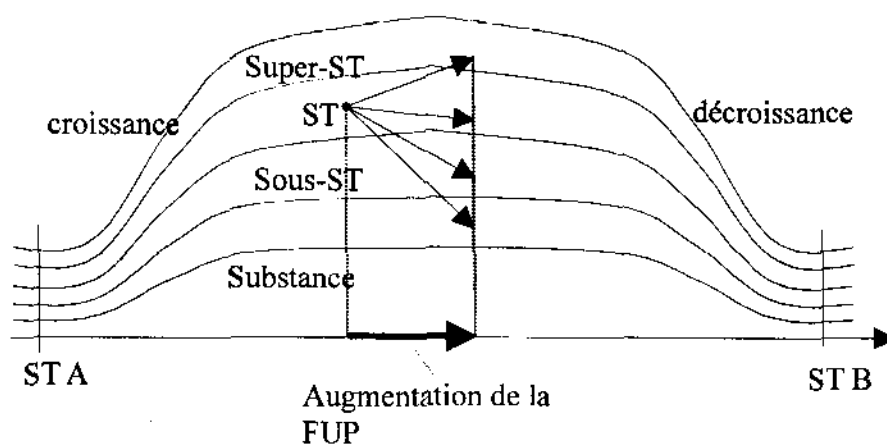 Super-ST
croissance
ST
décroissance
Sous-ST
Substance
ST A
ST B
Augmentation de la
FUP